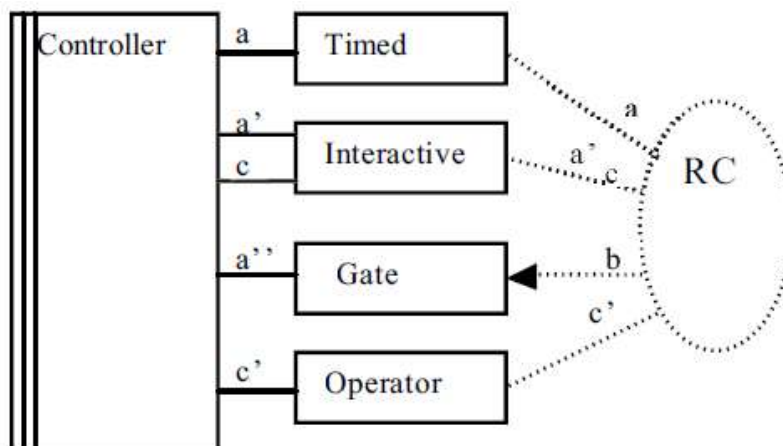 Controller
a
Timed
a'
c
Interactive
a''
Gate
c'
Operator
a
a'
c
b
c'
RC